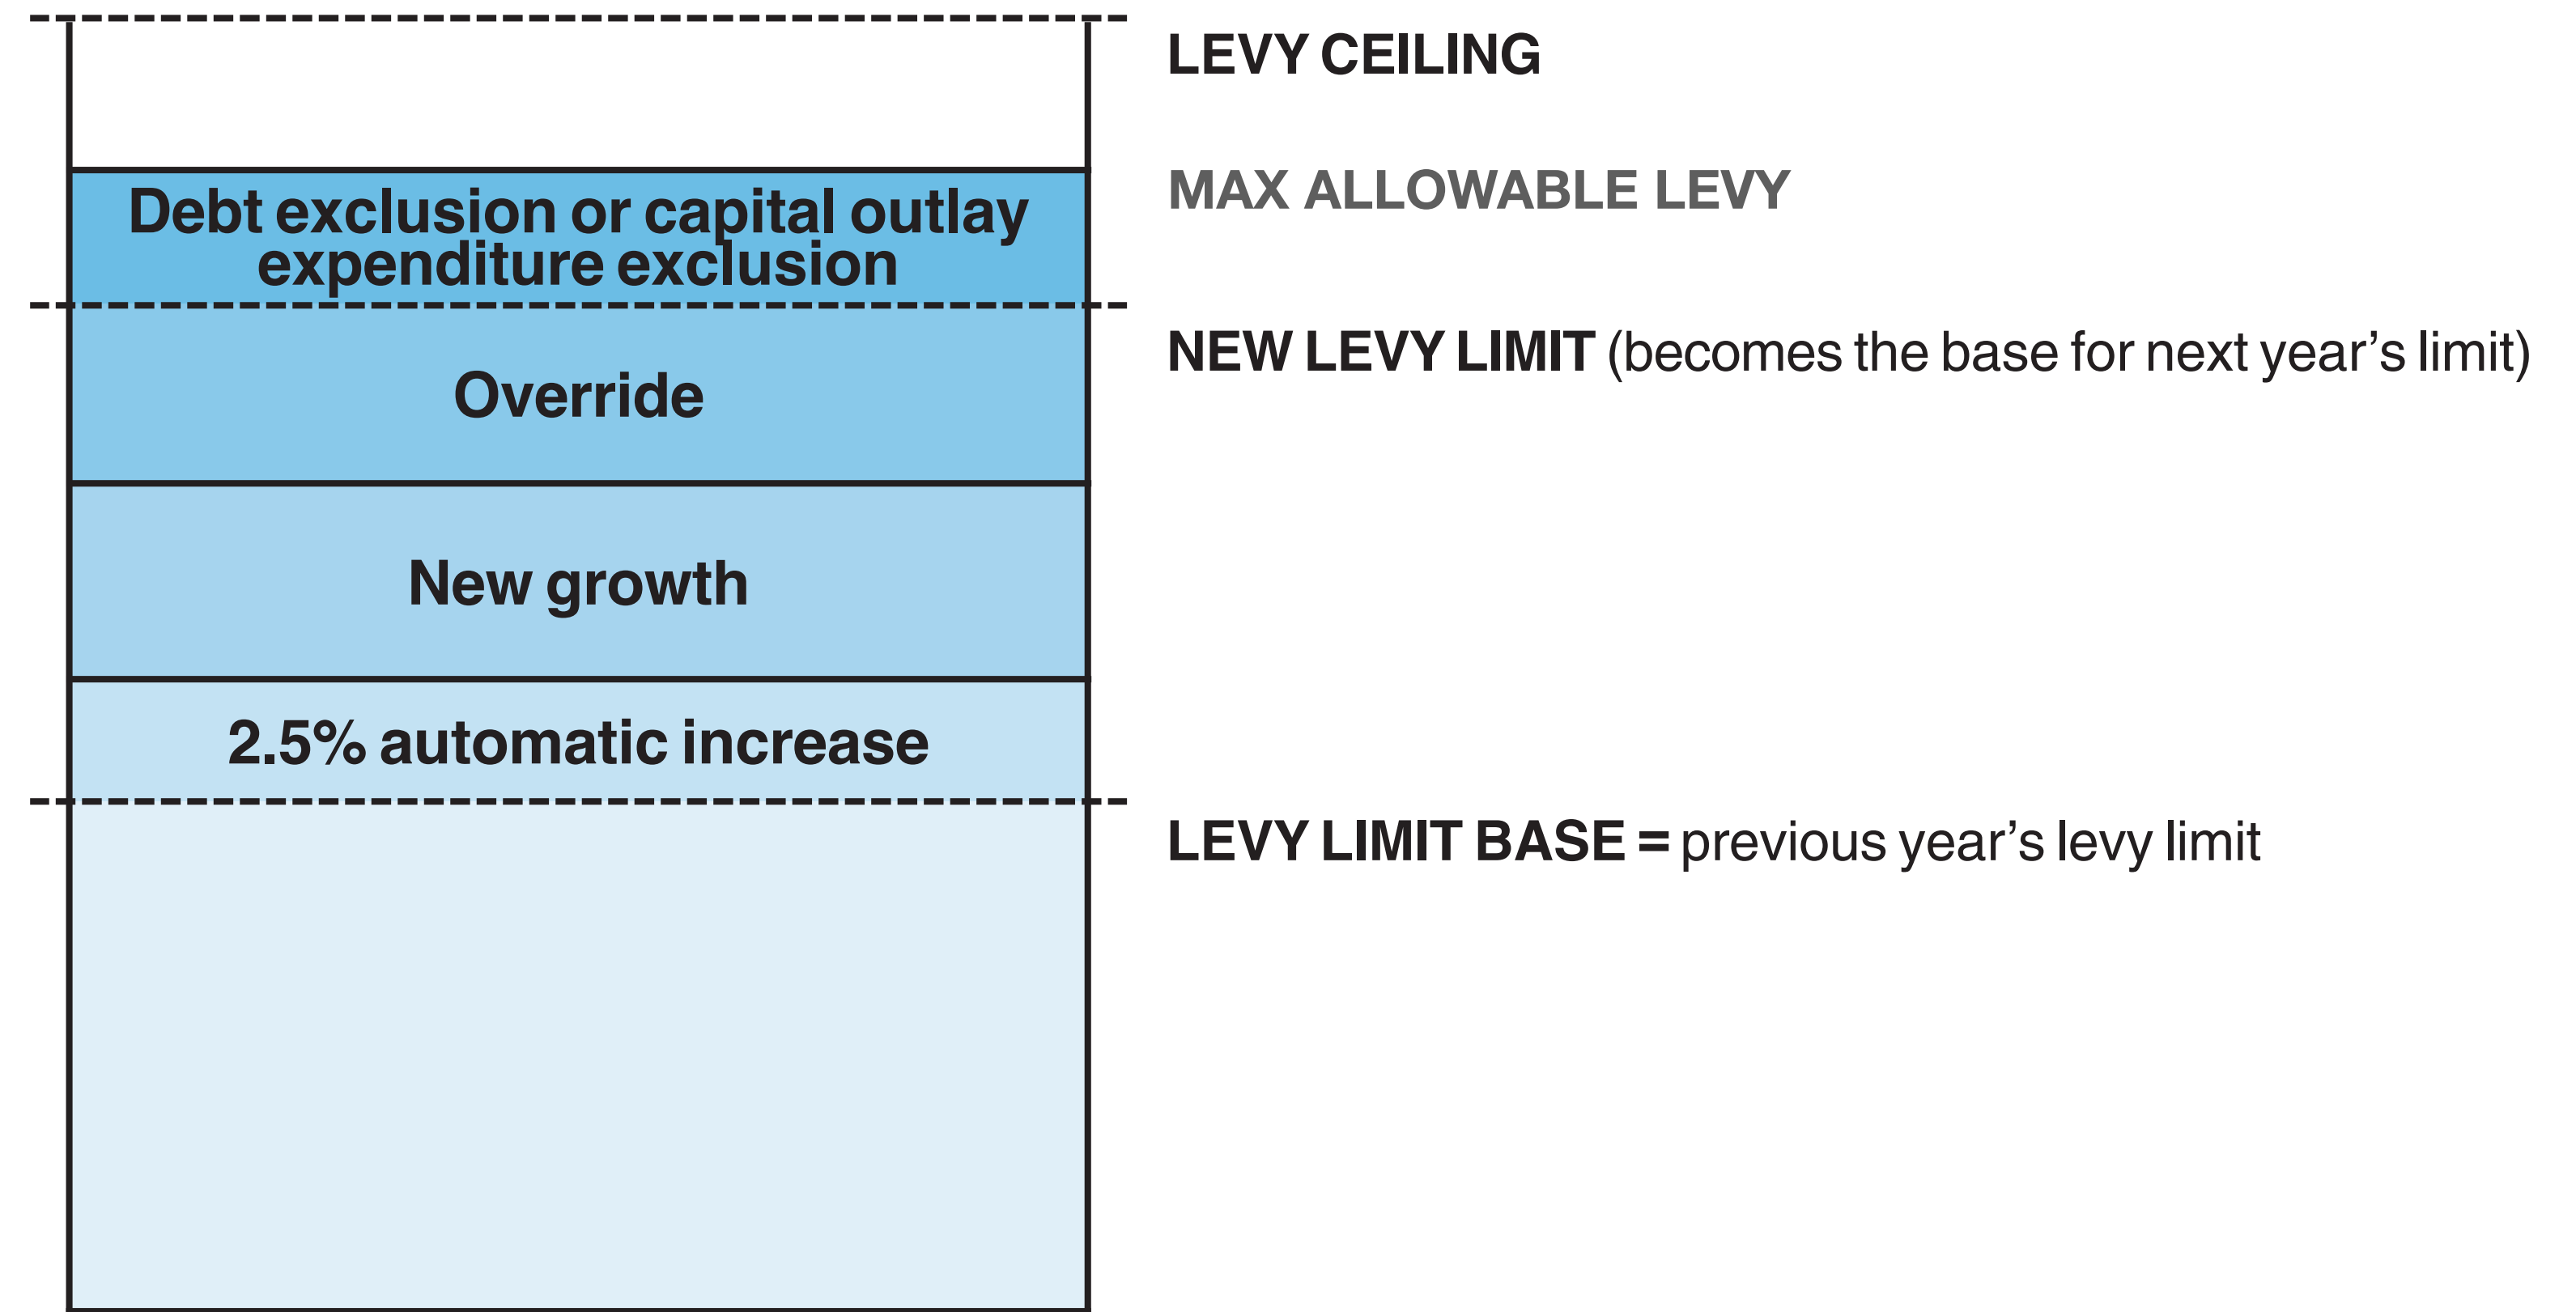 LEVY CEILING
MAX ALLOWABLE LEVY
Debt exclusion or capital outlay
expenditure exclusion
NEW LEVY LIMIT (becomes the base for next year’s limit)
Override
New growth
2.5% automatic increase
LEVY LIMIT BASE = previous year’s levy limit